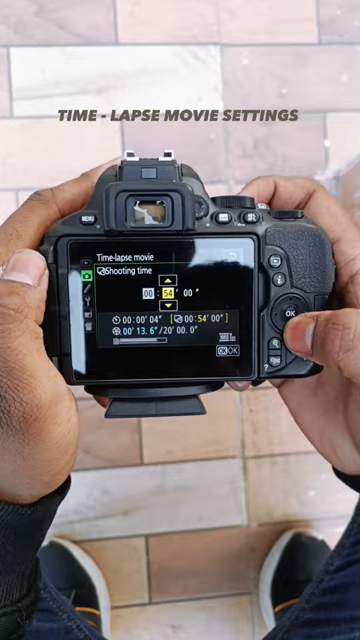 TIME - LAPSE MOVIE SETTINGS
MENU
i
Time-lapse movie
Shooting time
00 : 54 ' 00 "
OK
00: 00' 04" [ 00: 54' 00" ]
00' 13. 6" /20' 00. 0"
OK OK
?